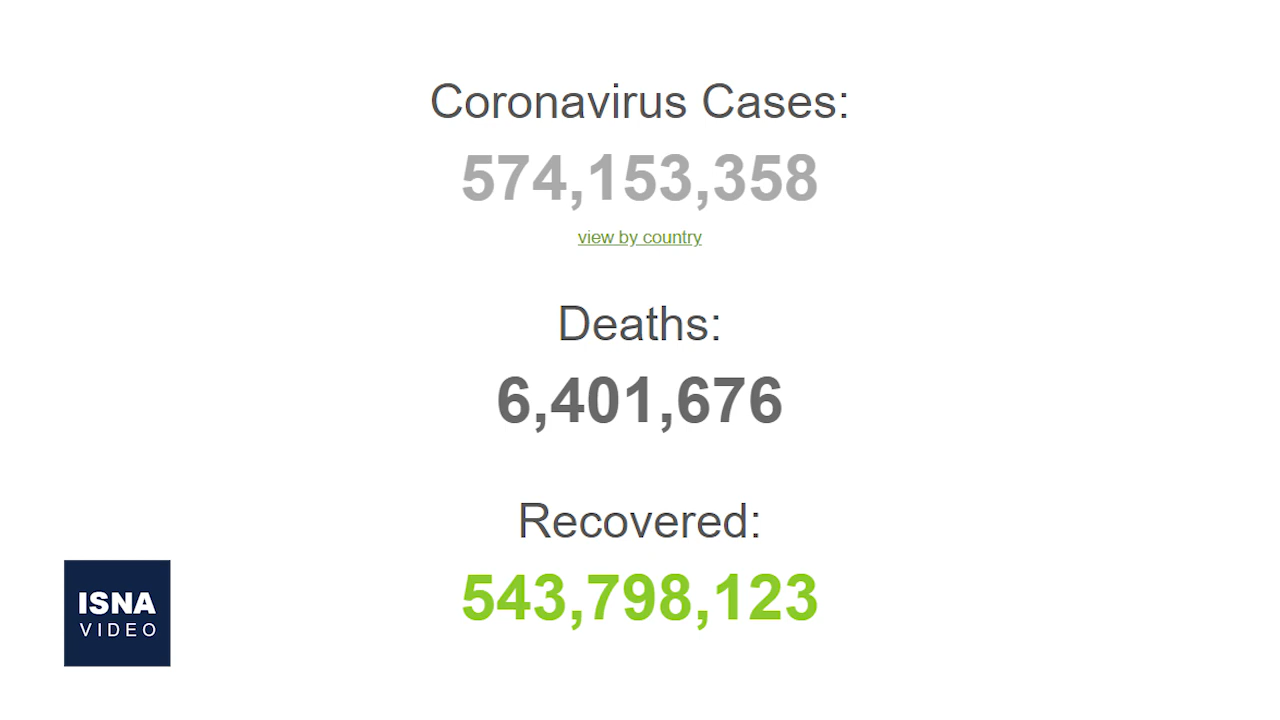 Coronavirus Cases:
574,153,358
view by country
Deaths:
6,401,676
Recovered:
543,798,123
ISNA
VIDEO